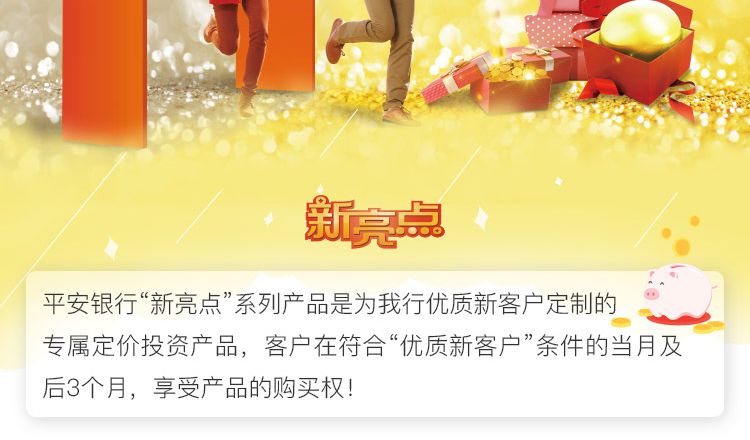 新亮点
平安银行“新亮点”系列产品是为我行优质新客户定制的
专属定价投资产品，客户在符合“优质新客户”条件的当月及
后3个月，享受产品的购买权！